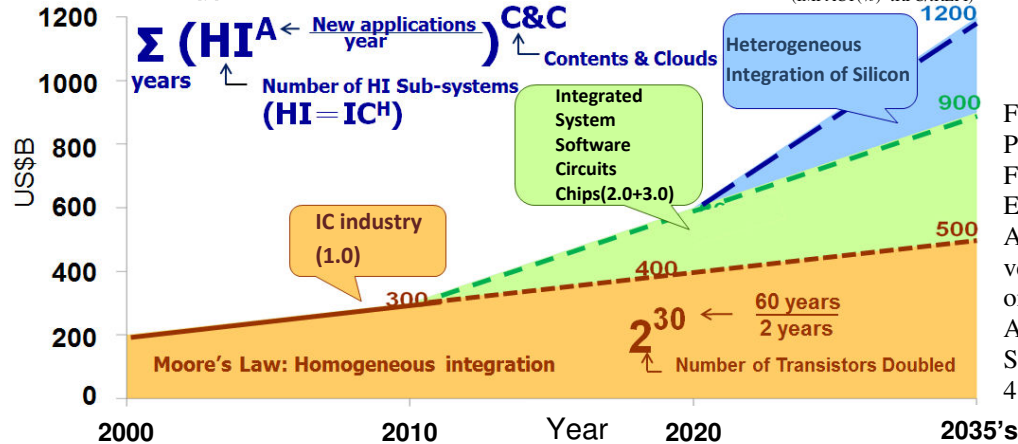 1200
1000
800
600
400
200
0
US$B
Σ (HI^A ← New applications / year )^C&C
years
Number of HI Sub-systems
(HI=IC^H)
Contents & Clouds
1200
Heterogeneous
Integration of Silicon
Integrated
System
Software
Circuits
Chips(2.0+3.0)
900
IC industry
(1.0)
300
400
500
2^30 ← 60 years / 2 years
Number of Transistors Doubled
Moore's Law: Homogeneous integration
2000
2010
Year
2020
2035's
F
P
F
E
A
v
o
A
S
4